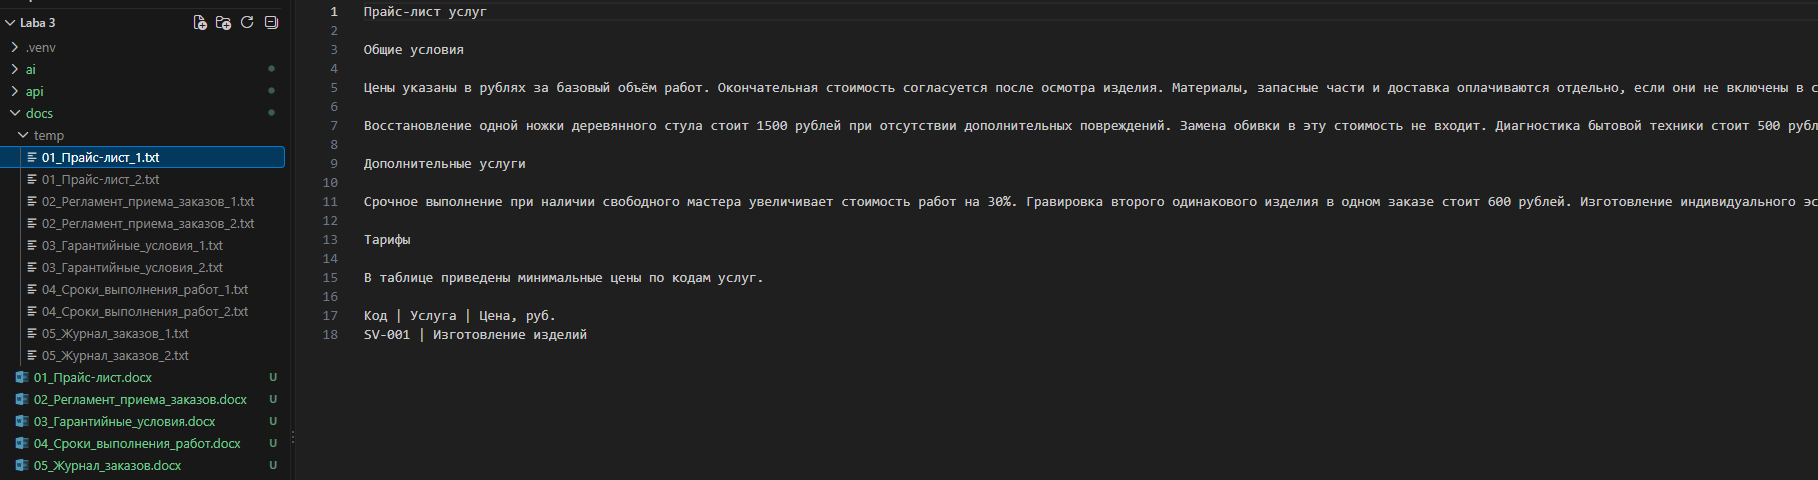 Laba 3
.venv
ai
api
docs
temp
01_Прайс-лист_1.txt
01_Прайс-лист_2.txt
02_Регламент_приема_заказов_1.txt
02_Регламент_приема_заказов_2.txt
03_Гарантийные_условия_1.txt
03_Гарантийные_условия_2.txt
04_Сроки_выполнения_работ_1.txt
04_Сроки_выполнения_работ_2.txt
05_Журнал_заказов_1.txt
05_Журнал_заказов_2.txt
01_Прайс-лист.docx U
02_Регламент_приема_заказов.docx U
03_Гарантийные_условия.docx U
04_Сроки_выполнения_работ.docx U
05_Журнал_заказов.docx U
1 Прайс-лист услуг
2
3 Общие условия
4
5 Цены указаны в рублях за базовый объём работ. Окончательная стоимость согласуется после осмотра изделия. Материалы, запасные части и доставка оплачиваются отдельно, если они не включены в с
6
7 Восстановление одной ножки деревянного стула стоит 1500 рублей при отсутствии дополнительных повреждений. Замена обивки в эту стоимость не входит. Диагностика бытовой техники стоит 500 рубл
8
9 Дополнительные услуги
10
11 Срочное выполнение при наличии свободного мастера увеличивает стоимость работ на 30%. Гравировка второго одинакового изделия в одном заказе стоит 600 рублей. Изготовление индивидуального эс
12
13 Тарифы
14
15 В таблице приведены минимальные цены по кодам услуг.
16
17 Код | Услуга | Цена, руб.
18 SV-001 | Изготовление изделий